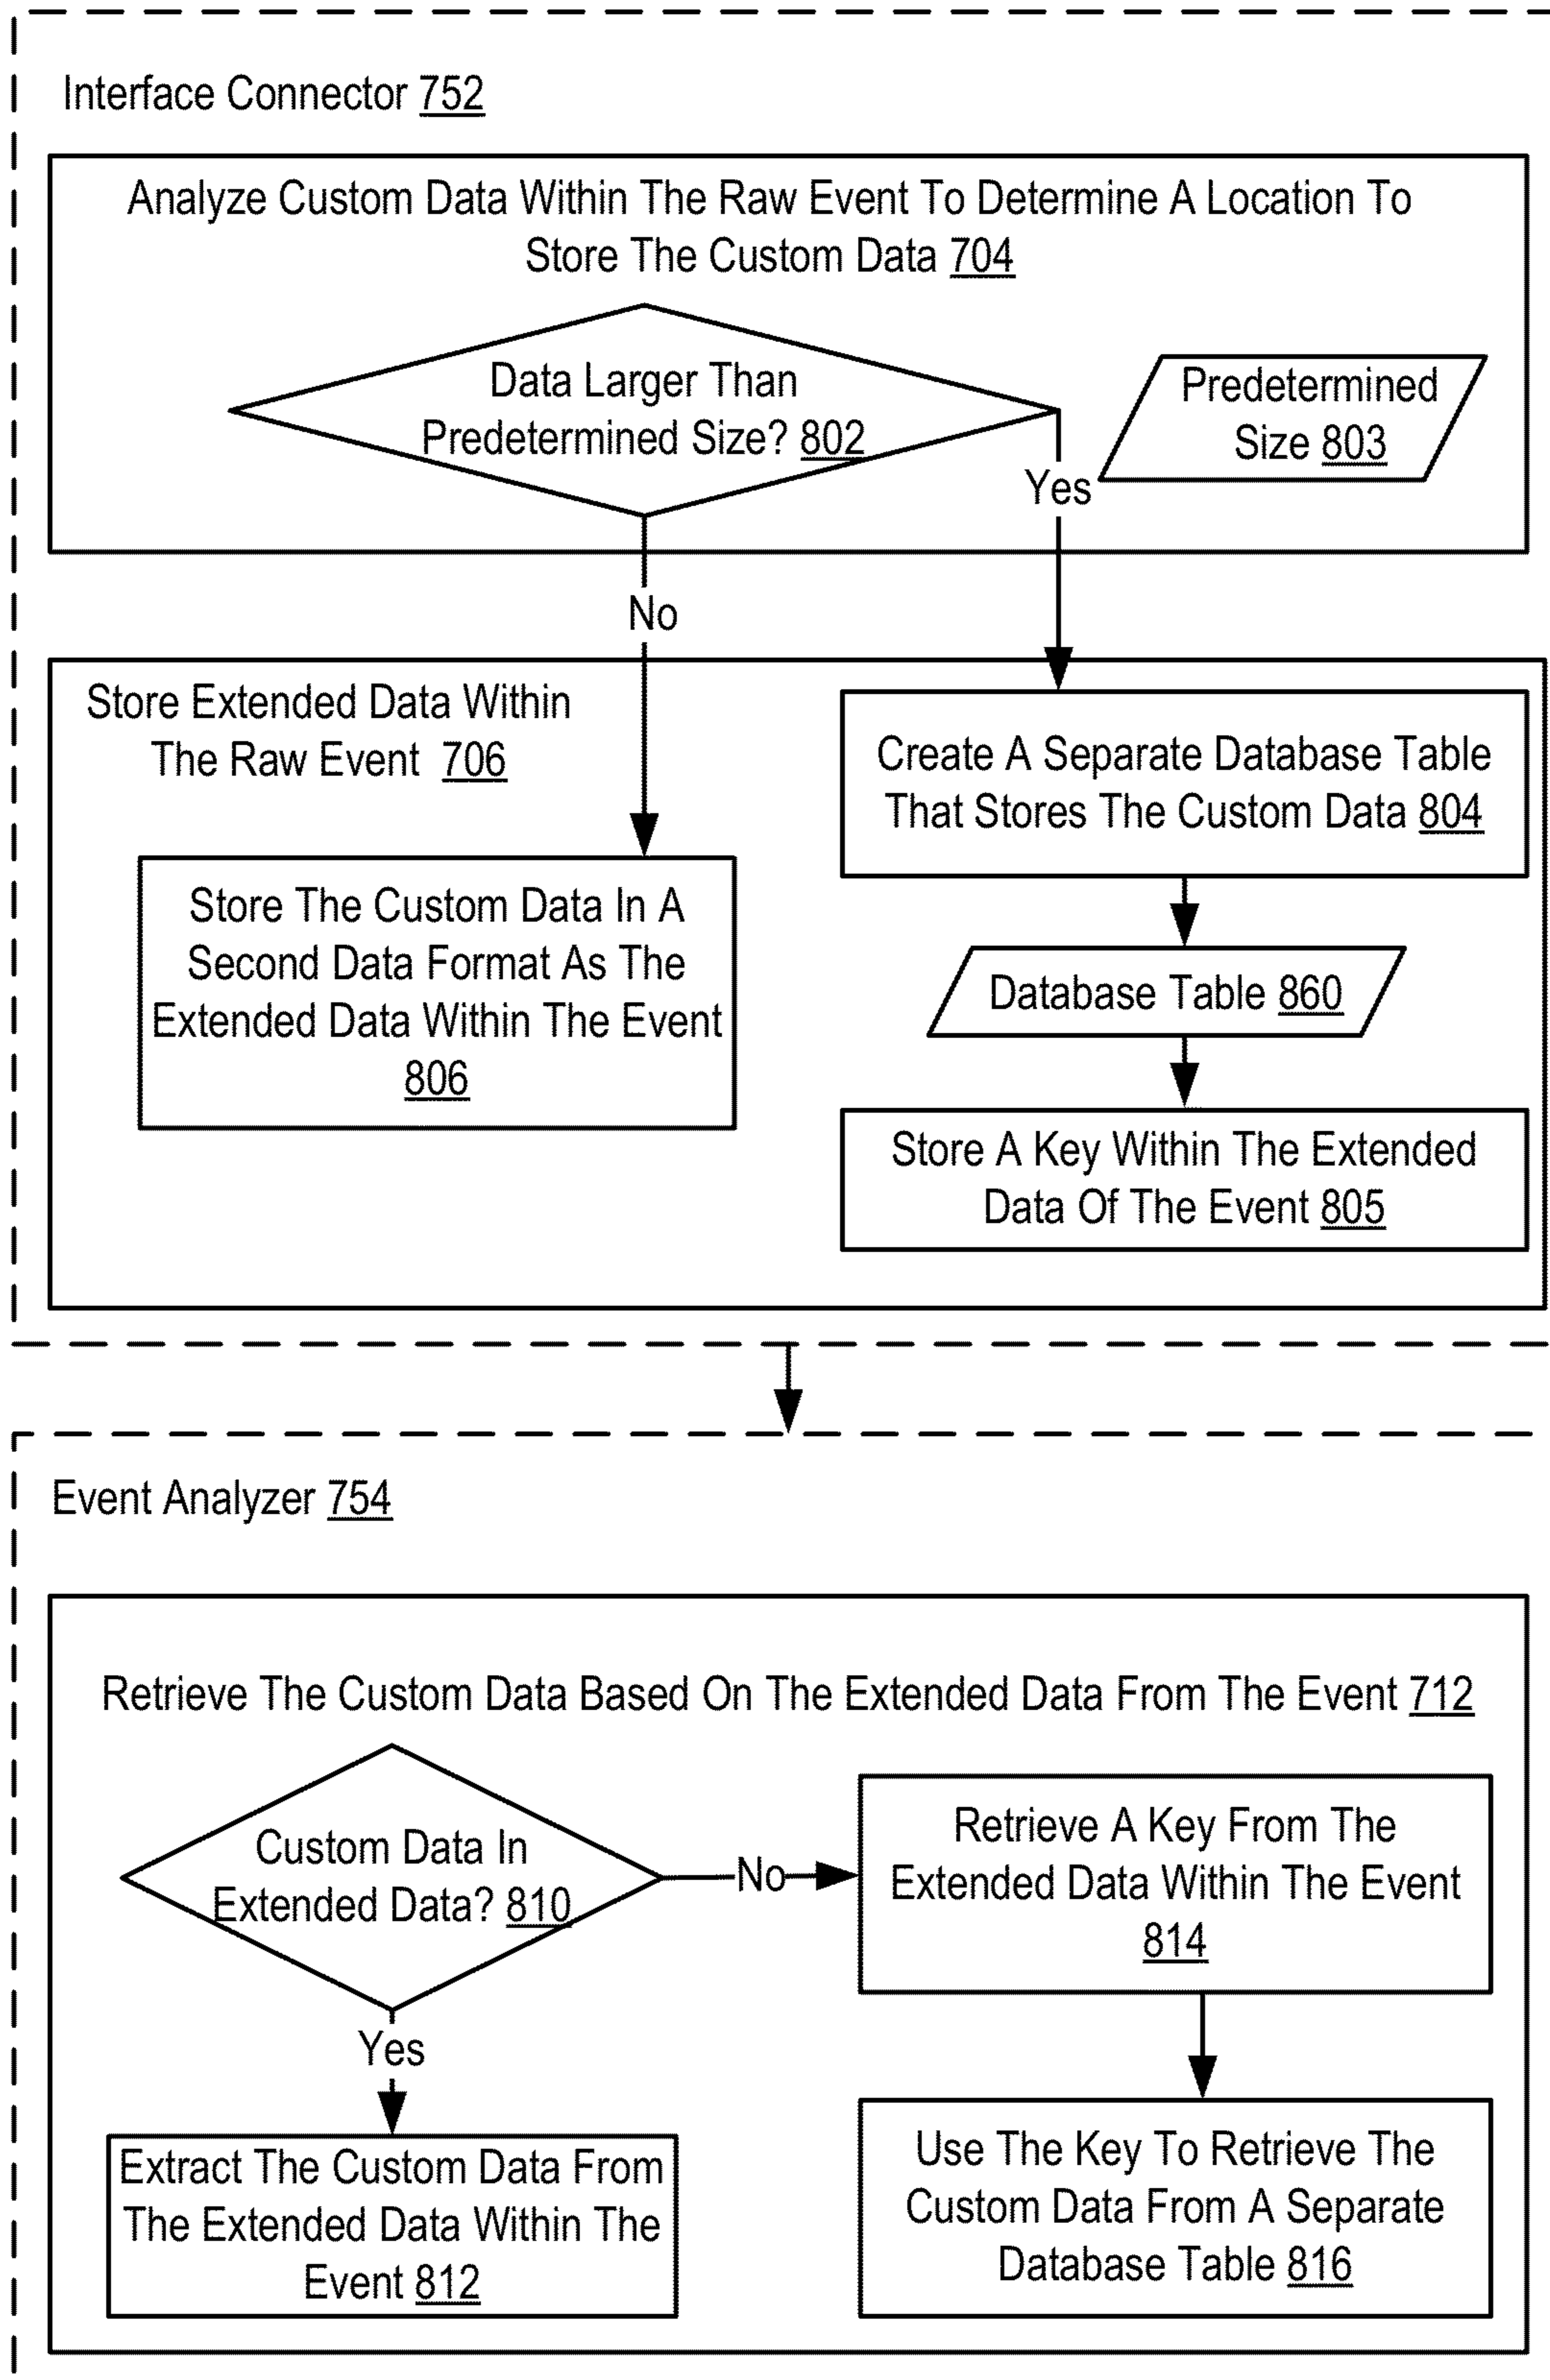 Interface Connector 752
Analyze Custom Data Within The Raw Event To Determine A Location To
Store The Custom Data 704
Data Larger Than
Predetermined Size? 802
Predetermined
Size 803
Yes
No
Store Extended Data Within
The Raw Event 706
Create A Separate Database Table
That Stores The Custom Data 804
Store The Custom Data In A
Second Data Format As The
Extended Data Within The Event
806
Database Table 860
Store A Key Within The Extended
Data Of The Event 805
Event Analyzer 754
Retrieve The Custom Data Based On The Extended Data From The Event 712
Custom Data In
Extended Data? 810
No
Retrieve A Key From The
Extended Data Within The Event
814
Yes
Extract The Custom Data From
The Extended Data Within The
Event 812
Use The Key To Retrieve The
Custom Data From A Separate
Database Table 816